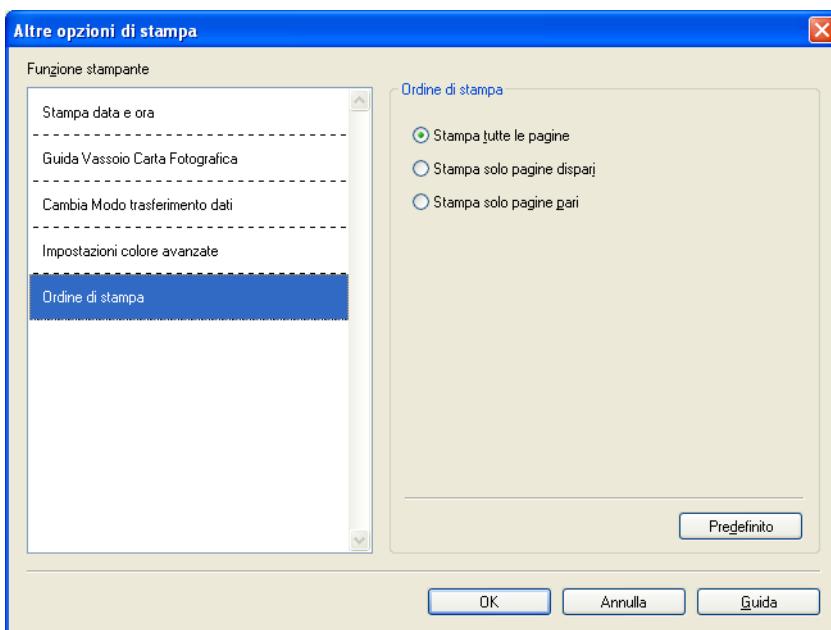 Altre opzioni di stampa
Funzione stampante
Stampa data e ora
Guida Vassoio Carta Fotografica
Cambia Modo trasferimento dati
Impostazioni colore avanzate
Ordine di stampa
Ordine di stampa
Stampa tutte le pagine
Stampa solo pagine dispari
Stampa solo pagine pari
Predefinito
OK
Annulla
Guida